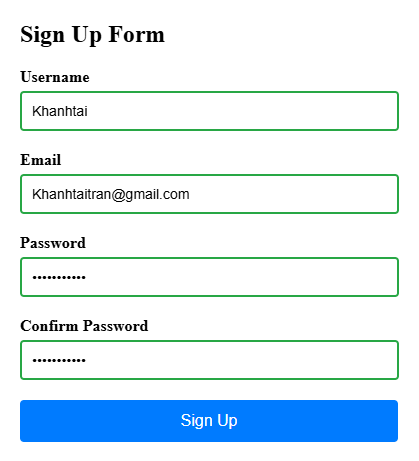 Sign Up Form
Username
Khanhtai
Email
Khanhtaitran@gmail.com
Password
•••••••••••
Confirm Password
•••••••••••
Sign Up